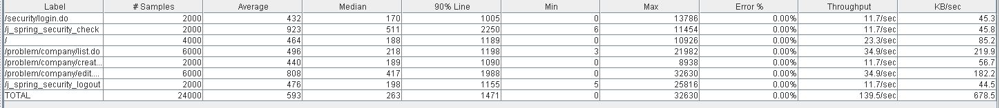 Label # Samples Average Median 90% Line Min Max Error % Throughput KB/sec
/security/login.do 2000 432 170 1005 0 13786 0.00% 11.7/sec 45.3
/j_spring_security_check 2000 923 511 2250 6 11454 0.00% 11.7/sec 45.8
/ 4000 464 188 1189 0 10926 0.00% 23.3/sec 85.2
/problem/company/list.do 6000 496 218 1198 3 21982 0.00% 34.9/sec 219.9
/problem/company/creat... 2000 440 189 1090 0 8938 0.00% 11.7/sec 56.7
/problem/company/edit.... 6000 808 417 1988 0 32630 0.00% 34.9/sec 182.2
/j_spring_security_logout 2000 476 198 1155 5 25816 0.00% 11.7/sec 44.5
TOTAL 24000 593 263 1471 0 32630 0.00% 139.5/sec 678.5